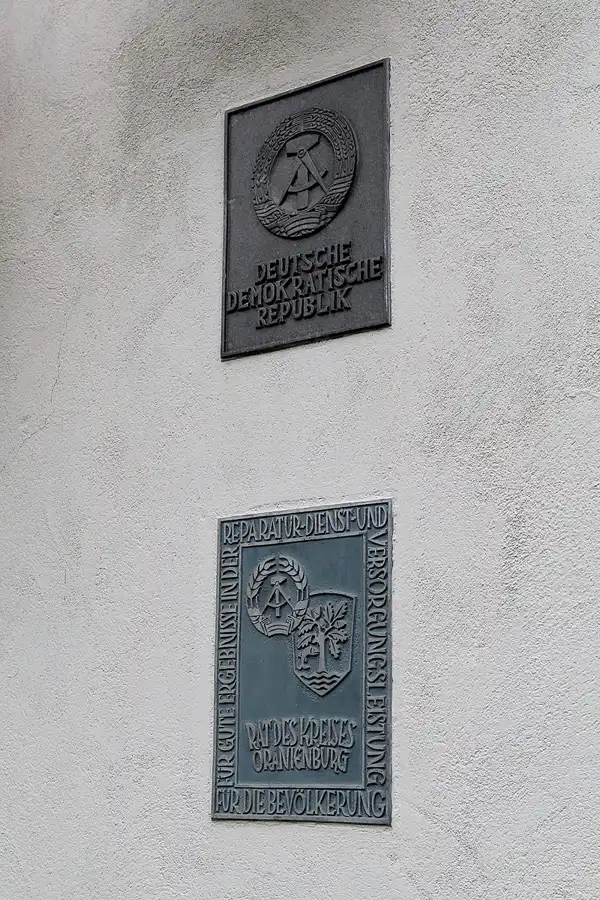 DEUTSCHE
DEMOKRATISCHE
REPUBLIK
FÜR GUTE ERGEBNISSE IN DER
REPARATUR-DIENST-UND
VERSORGUNGSLEISTUNG
FÜR DIE BEVÖLKERUNG
RAT DES KREISES
ORANIENBURG